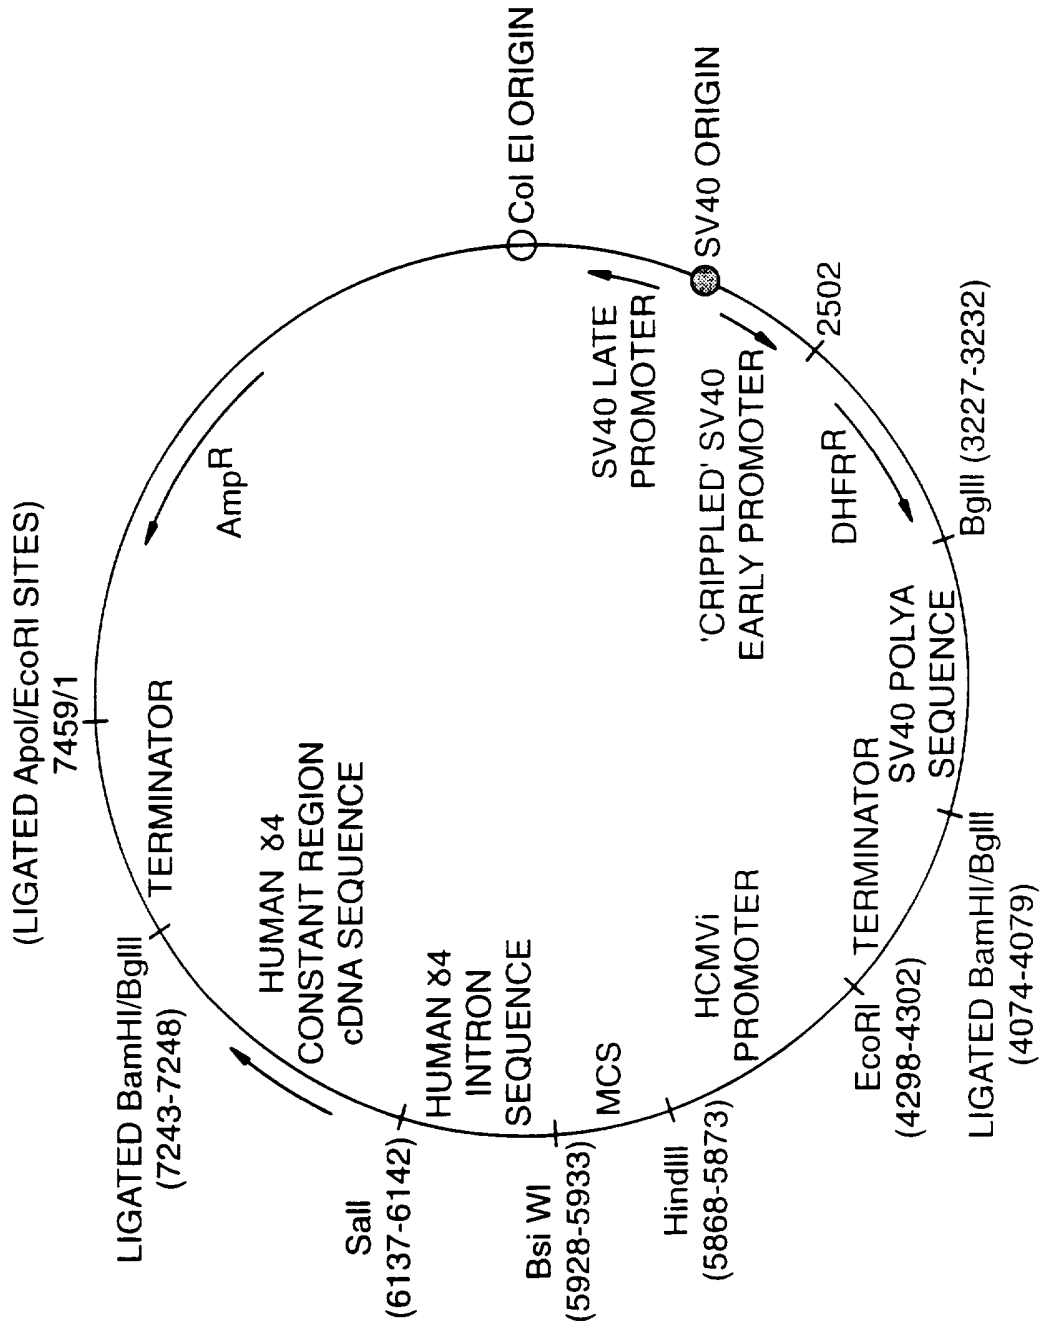 (LIGATED ApoI/EcoRI SITES)
7459/1
TERMINATOR
AmpR
Col EI ORIGIN
SV40 ORIGIN
SV40 LATE
PROMOTER
'CRIPPLED' SV40
EARLY PROMOTER
2502
DHFRR
BglII (3227-3232)
SV40 POLYA
SEQUENCE
LIGATED BamHI/BglII
(4074-4079)
TERMINATOR
EcoRI
(4298-4302)
HCMVi
PROMOTER
HindIII
(5868-5873)
MCS
Bsi WI
(5928-5933)
HUMAN ɣ4
INTRON
SEQUENCE
SalI
(6137-6142)
HUMAN ɣ4
CONSTANT REGION
cDNA SEQUENCE
LIGATED BamHI/BglII
(7243-7248)